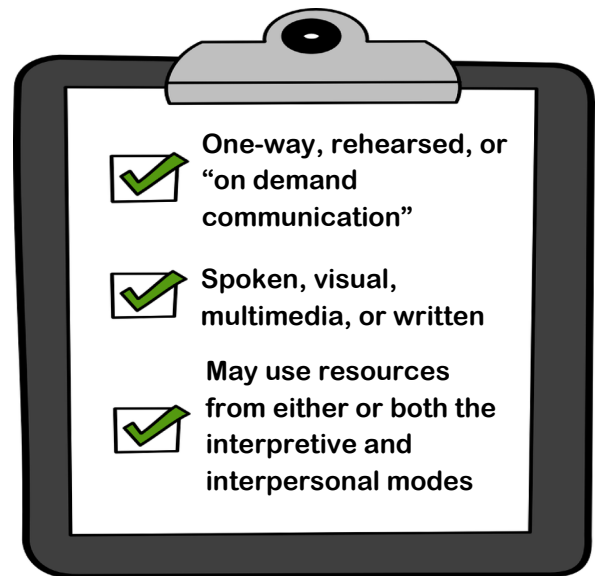 One-way, rehearsed, or
“on demand
communication”
Spoken, visual,
multimedia, or written
May use resources
from either or both the
interpretive and
interpersonal modes